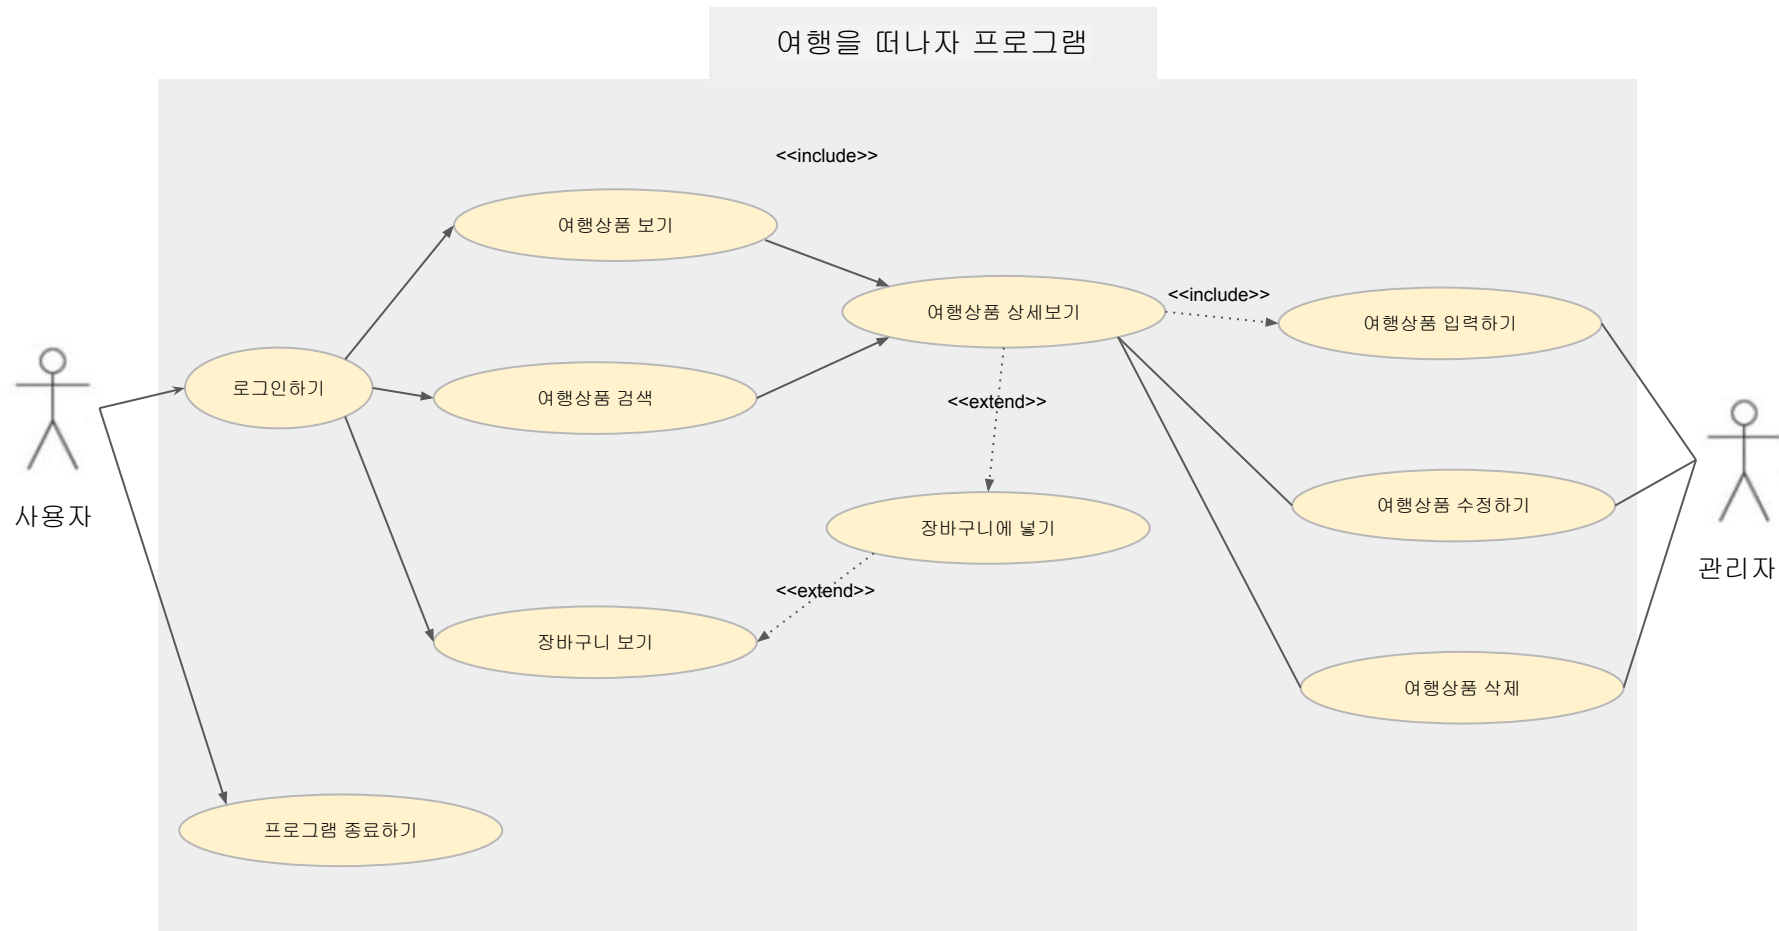 여행을 떠나자 프로그램
<<include>>
여행상품 보기
<<include>>
여행상품 상세보기
여행상품 입력하기
로그인하기
여행상품 검색
<<extend>>
사용자
여행상품 수정하기
장바구니에 넣기
관리자
<<extend>>
장바구니 보기
여행상품 삭제
프로그램 종료하기